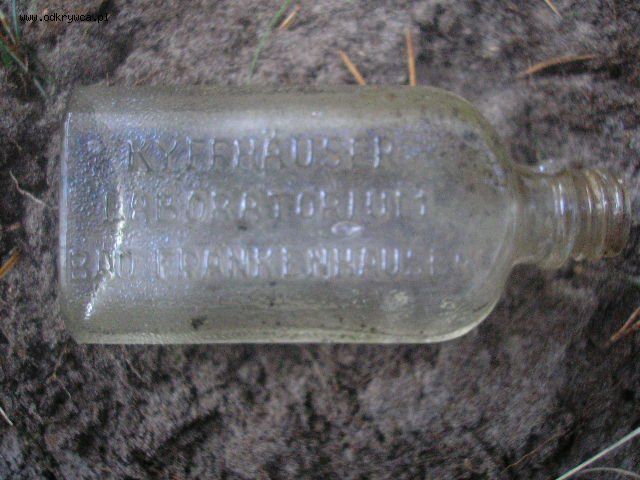 www.odkrywca.pl
KYFFHÄUSER
LABORATORIUM
BAD FRANKENHAUSEN